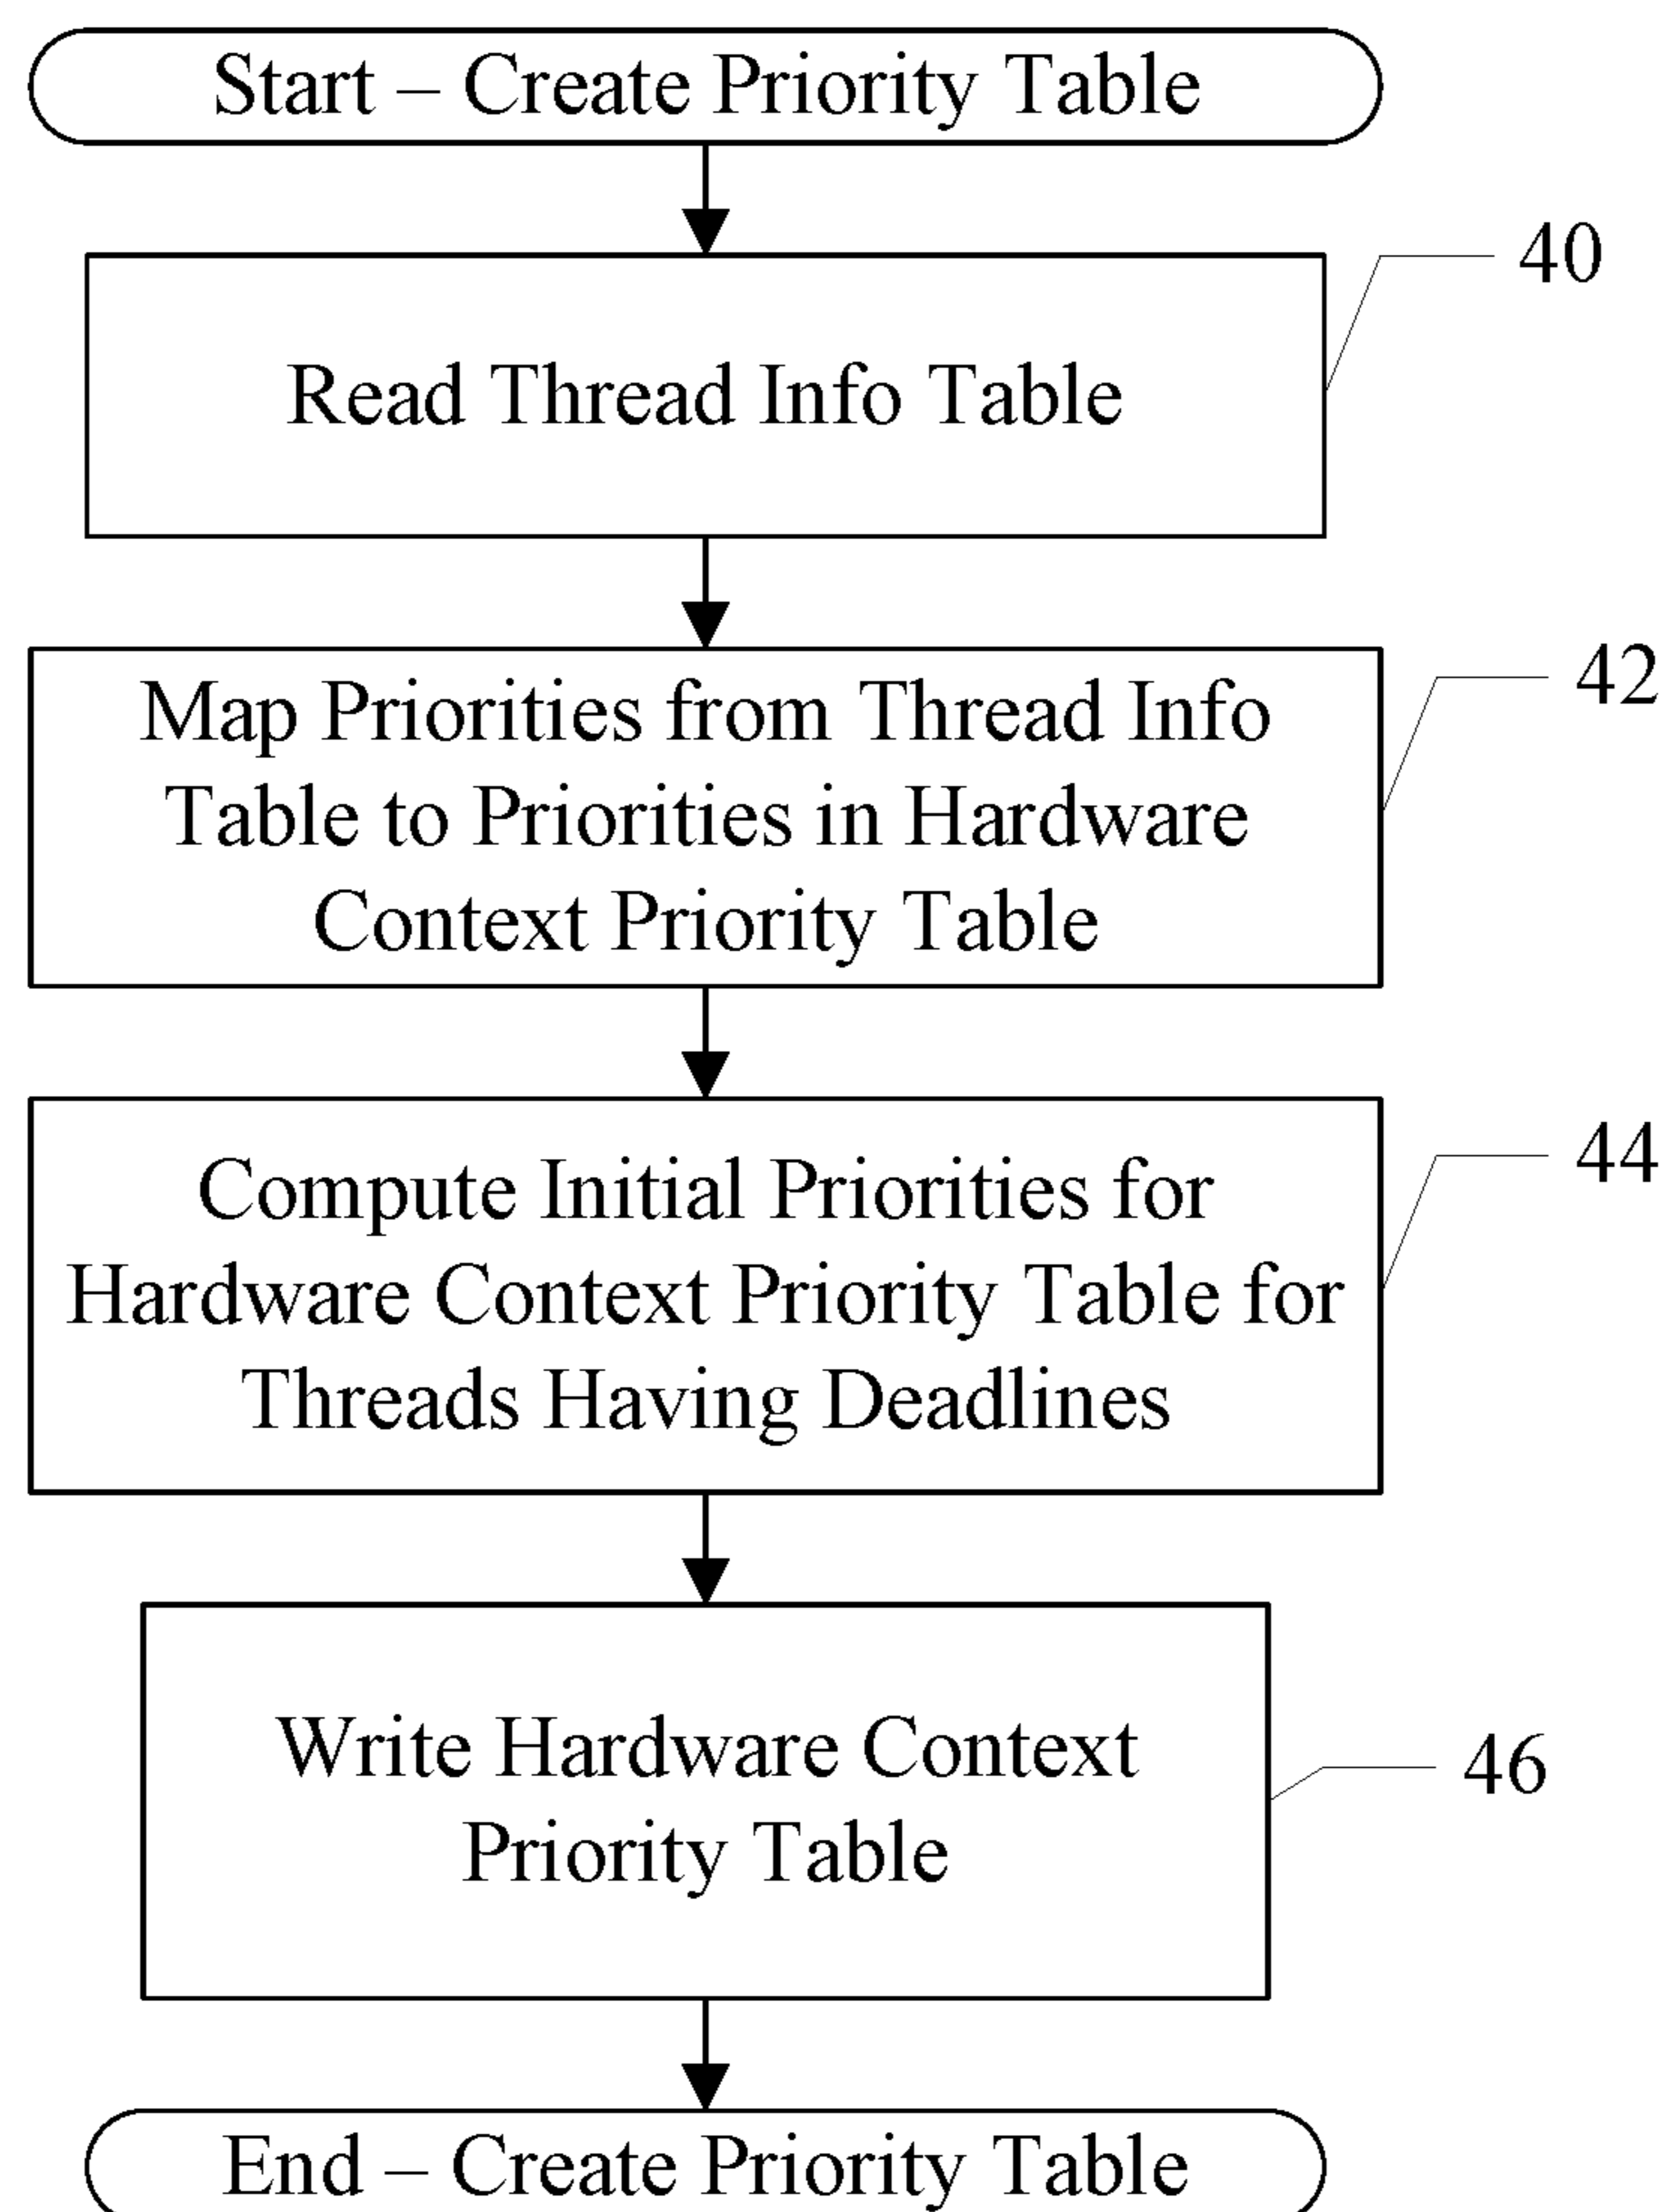 Start – Create Priority Table
40
Read Thread Info Table
42
Map Priorities from Thread Info
Table to Priorities in Hardware
Context Priority Table
44
Compute Initial Priorities for
Hardware Context Priority Table for
Threads Having Deadlines
46
Write Hardware Context
Priority Table
End – Create Priority Table